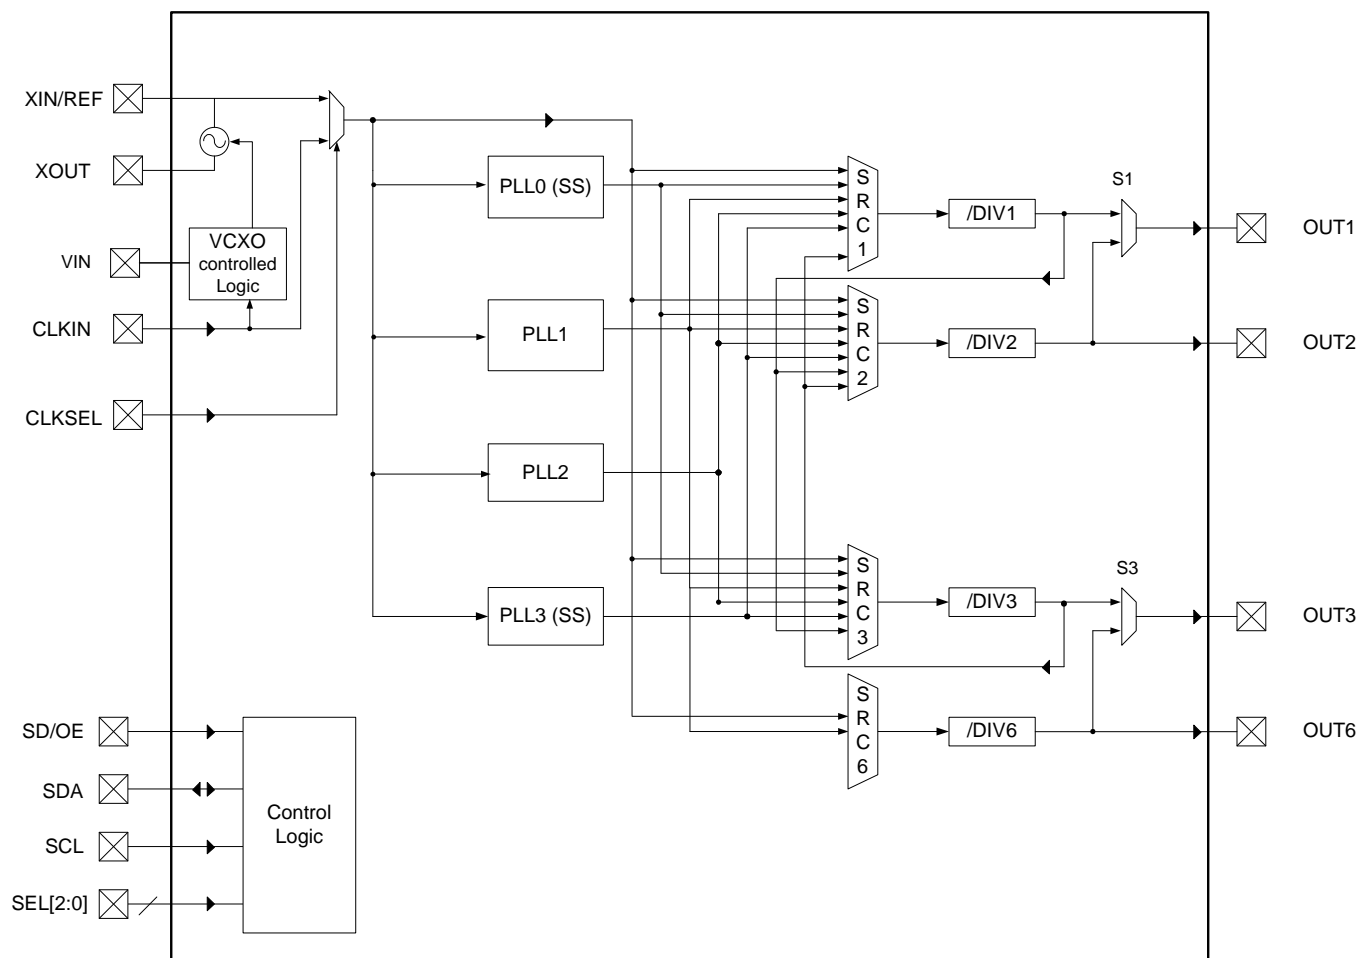 XIN/REF
XOUT
VIN
CLKIN
CLKSEL
VCXO
controlled
Logic
PLL0 (SS)
PLL1
PLL2
PLL3 (SS)
S
R
C
1
/DIV1
S1
OUT1
S
R
C
2
/DIV2
OUT2
S
R
C
3
/DIV3
S3
OUT3
S
R
C
6
/DIV6
OUT6
SD/OE
SDA
SCL
SEL[2:0]
Control
Logic